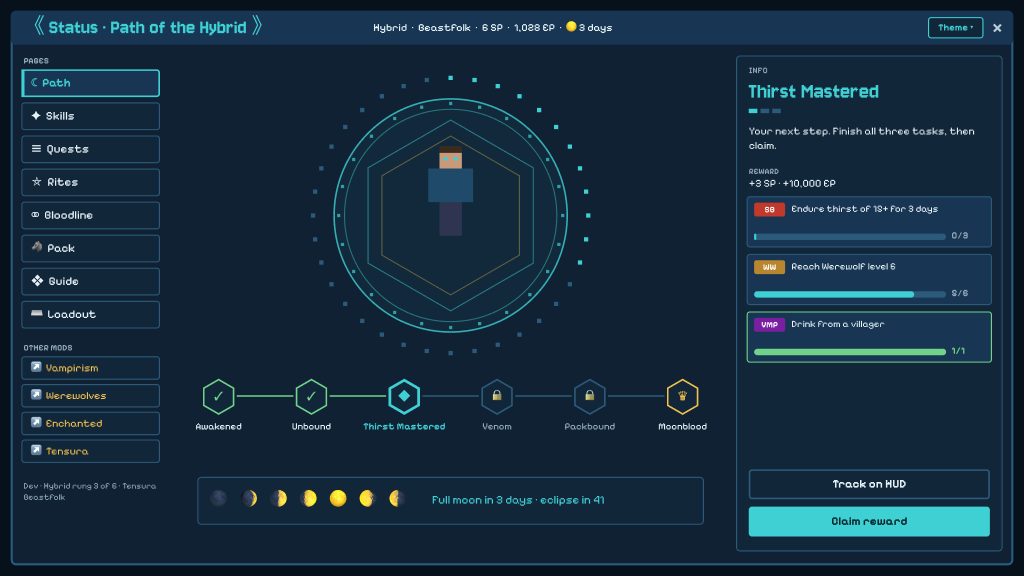 《 Status · Path of the Hybrid 》
Hybrid · Beastfolk · 6 SP · 1,028 EP · 3 days
Theme
PAGES
Path
Skills
Quests
Rites
Bloodline
Pack
Guide
Loadout
OTHER MODS
Vampirism
Werewolves
Enchanted
Tensura
Dev · Hybrid rung 3 of 6 · Tensura
Beastfolk
Awakened
Unbound
Thirst Mastered
Venom
Packbound
Moonblood
Full moon in 3 days · eclipse in 41
INFO
Thirst Mastered
Your next step. Finish all three tasks, then
claim.
REWARD
+3 SP · +10,000 EP
Endure thirst of 18+ for 3 days
0/3
WW
Reach Werewolf level 6
5/6
VMP
Drink from a villager
1/1
Track on HUD
Claim reward